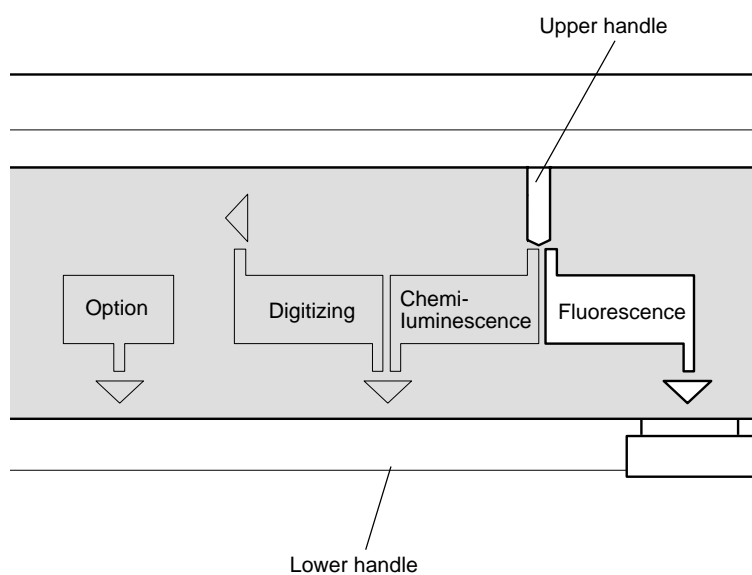 Upper handle
Option
Digitizing
Chemi-
luminescence
Fluorescence
Lower handle